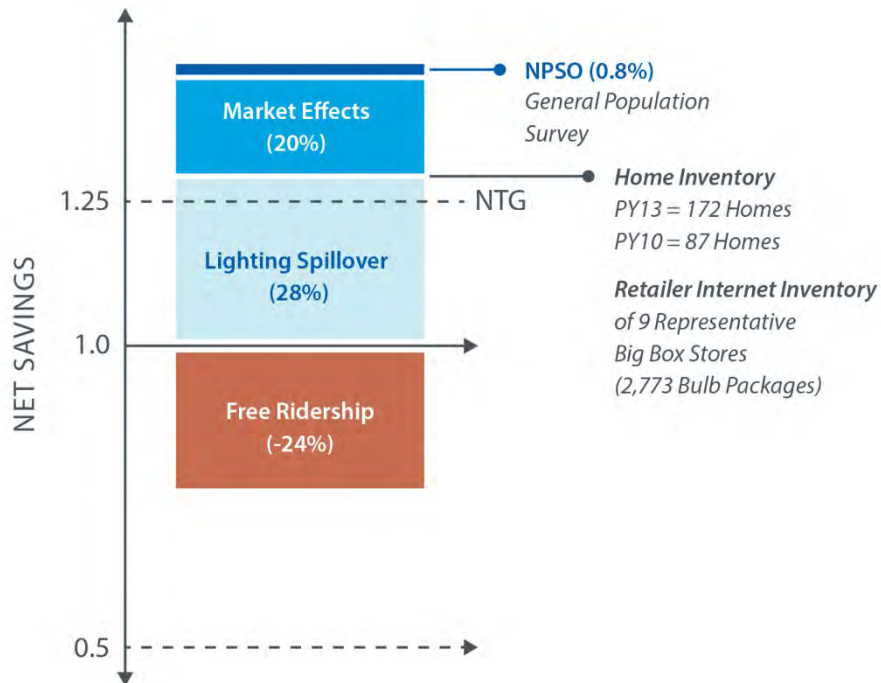 NET SAVINGS
1.25
1.0
0.5
NTG
Market Effects
(20%)
Lighting Spillover
(28%)
Free Ridership
(-24%)
NPSO (0.8%)
General Population
Survey
Home Inventory
PY13 = 172 Homes
PY10 = 87 Homes
Retailer Internet Inventory
of 9 Representative
Big Box Stores
(2,773 Bulb Packages)